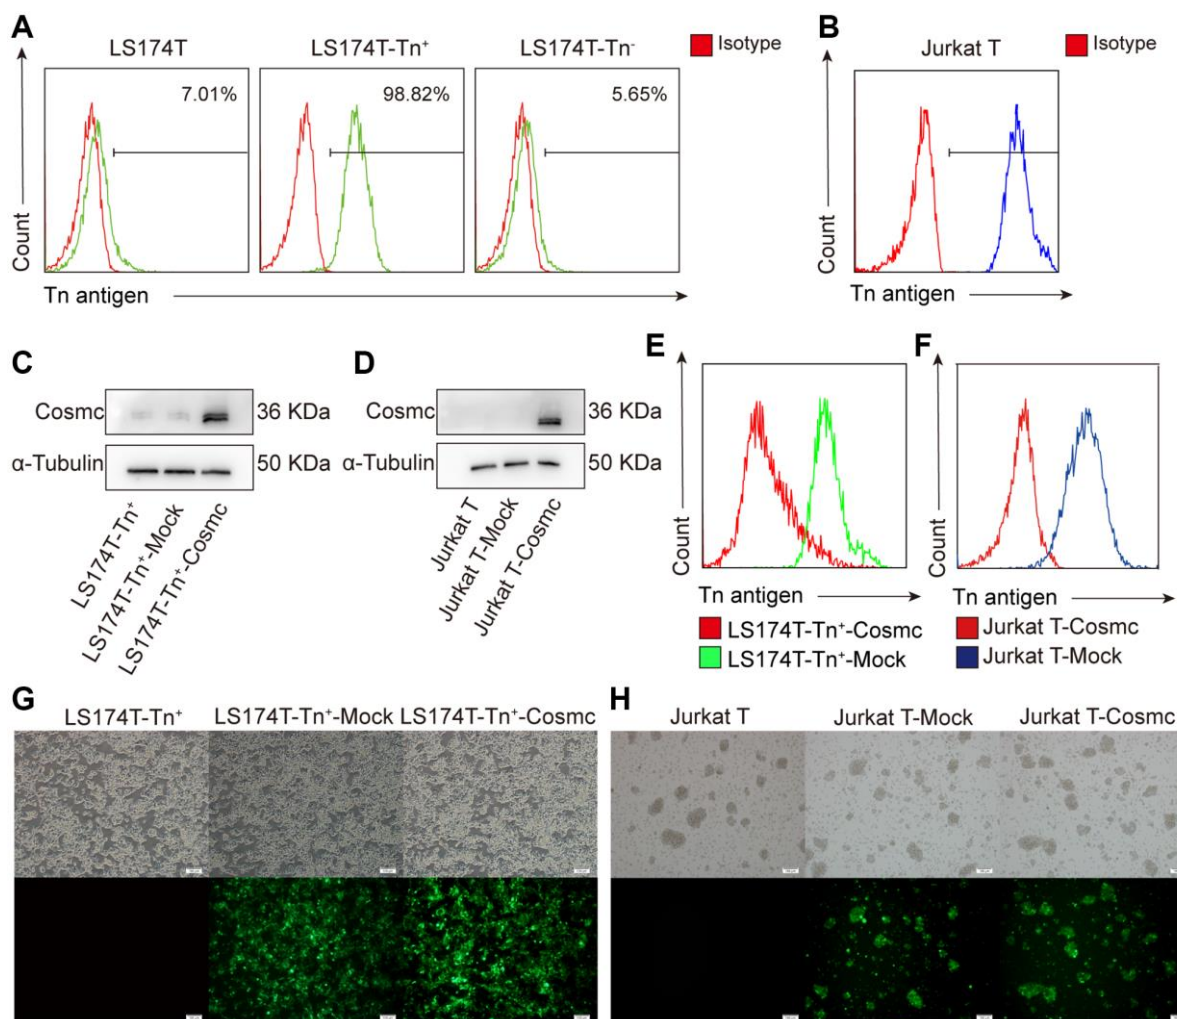 A
LS174T
LS174T-Tn⁺
LS174T-Tn⁻
Isotype
7.01%
98.82%
5.65%
Count
Tn antigen
B
Jurkat T
Isotype
Count
Tn antigen
C
Cosmc
36 KDa
α-Tubulin
50 KDa
LS174T-Tn⁺
LS174T-Tn⁺-Mock
LS174T-Tn⁺-Cosmc
D
Cosmc
36 KDa
α-Tubulin
50 KDa
Jurkat T
Jurkat T-Mock
Jurkat T-Cosmc
E
Count
Tn antigen
LS174T-Tn⁺-Cosmc
LS174T-Tn⁺-Mock
F
Count
Tn antigen
Jurkat T-Cosmc
Jurkat T-Mock
G
LS174T-Tn⁺
LS174T-Tn⁺-Mock
LS174T-Tn⁺-Cosmc
H
Jurkat T
Jurkat T-Mock
Jurkat T-Cosmc